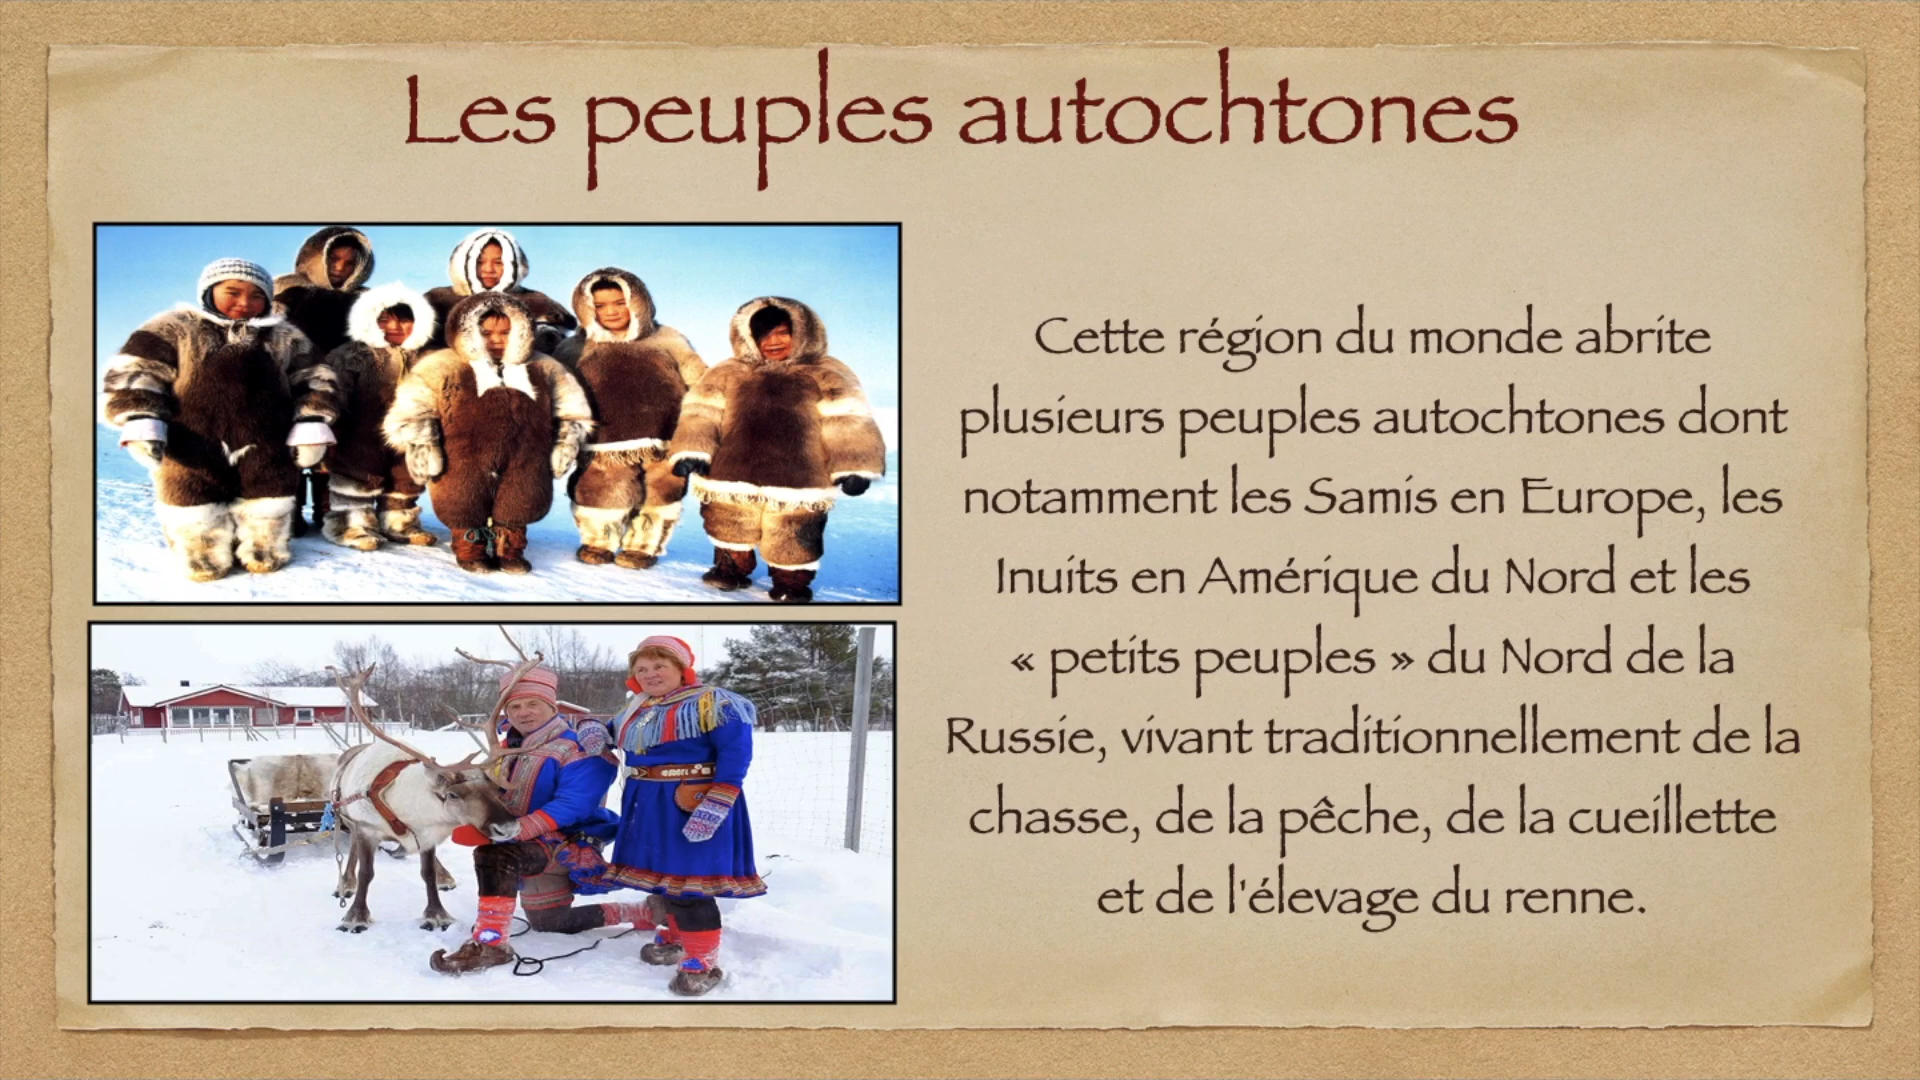 Les peuples autochtones
Cette région du monde abrite
plusieurs peuples autochtones dont
notamment les Samis en Europe, les
Inuits en Amérique du Nord et les
« petits peuples » du Nord de la
Russie, vivant traditionnellement de la
chasse, de la pêche, de la cueillette
et de l'élevage du renne.